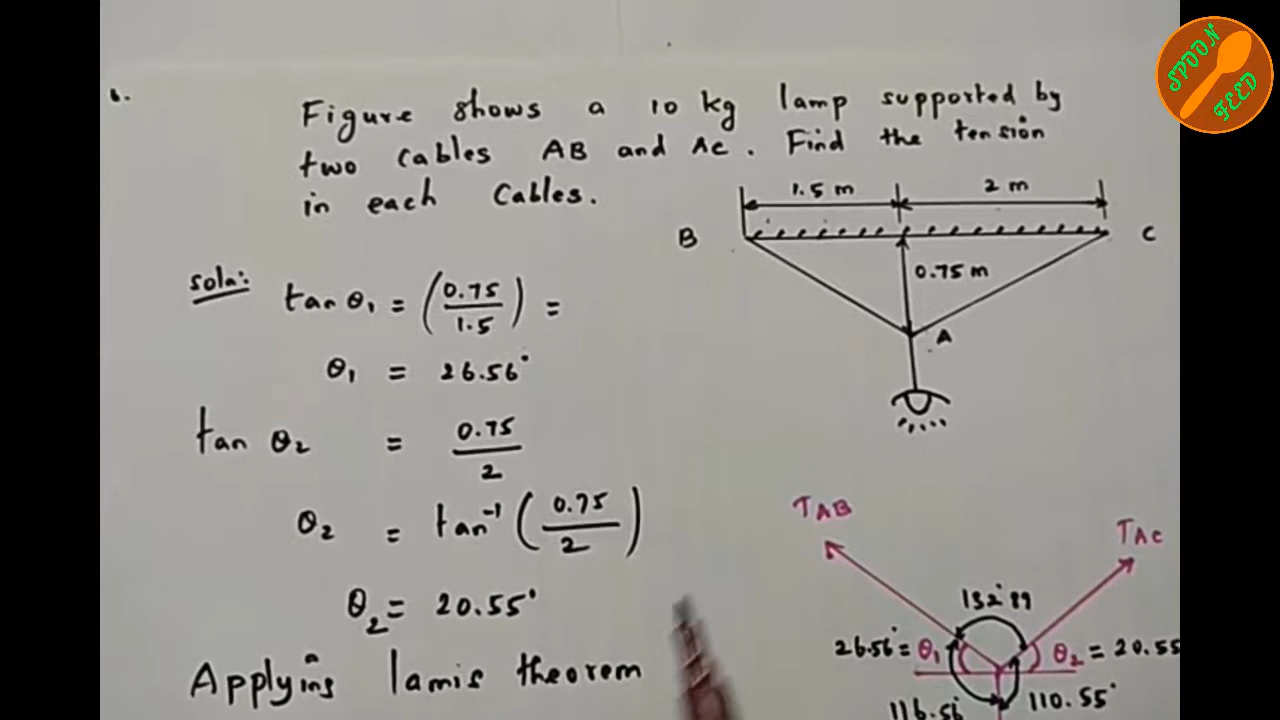 SPOON
FEED
6.
Figure shows a 10 kg lamp supported by
two cables AB and AC. Find the tension
in each Cables.
1.5 m
2 m
B
C
0.75 m
A
soln:
tan θ₁ = (0.75/1.5) =
θ₁ = 26.56°
tan θ₂ = 0.75/2
θ₂ = tan⁻¹ (0.75/2)
θ₂ = 20.55°
Applying lamis theorem
TAB
TAC
132°89
26.56° = θ₁
θ₂ = 20.55
116.56°
110.55°